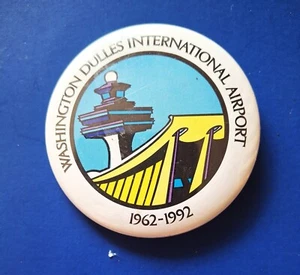 WASHINGTON DULLES INTERNATIONAL AIRPORT
1962-1992